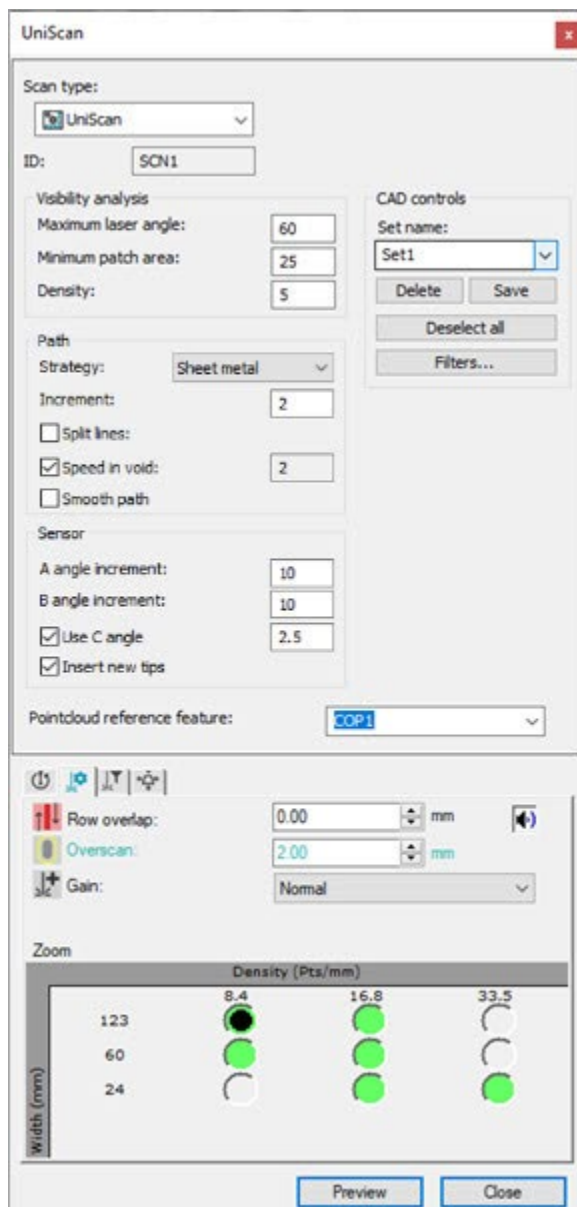 UniScan
x
Scan type:
UniScan
ID: SCN1
Visibility analysis
Maximum laser angle: 60
Minimum patch area: 25
Density: 5
CAD controls
Set name:
Set1
Delete Save
Deselect all
Filters...
Path
Strategy: Sheet metal
Increment: 2
Split lines:
Speed in void: 2
Smooth path
Sensor
A angle increment: 10
B angle increment: 10
Use C angle 2.5
Insert new tips
Pointcloud reference feature: COP1
Row overlap: 0.00 mm
Overscan: 2.00 mm
Gain: Normal
Zoom
Density (Pts/mm)
8.4 16.8 33.5
Width (mm)
123
60
24
Preview Close